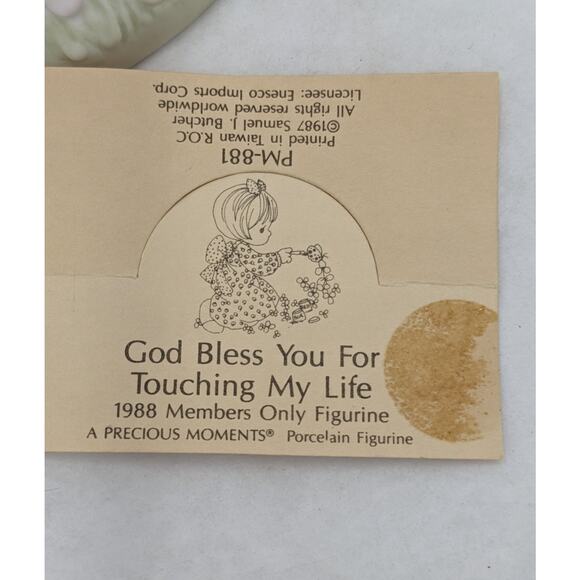 PM-881
Printed in Taiwan R.O.C
©1987 Samuel J. Butcher
All rights reserved worldwide
Licensee: Enesco Imports Corp.
God Bless You For
Touching My Life
1988 Members Only Figurine
A PRECIOUS MOMENTS® Porcelain Figurine